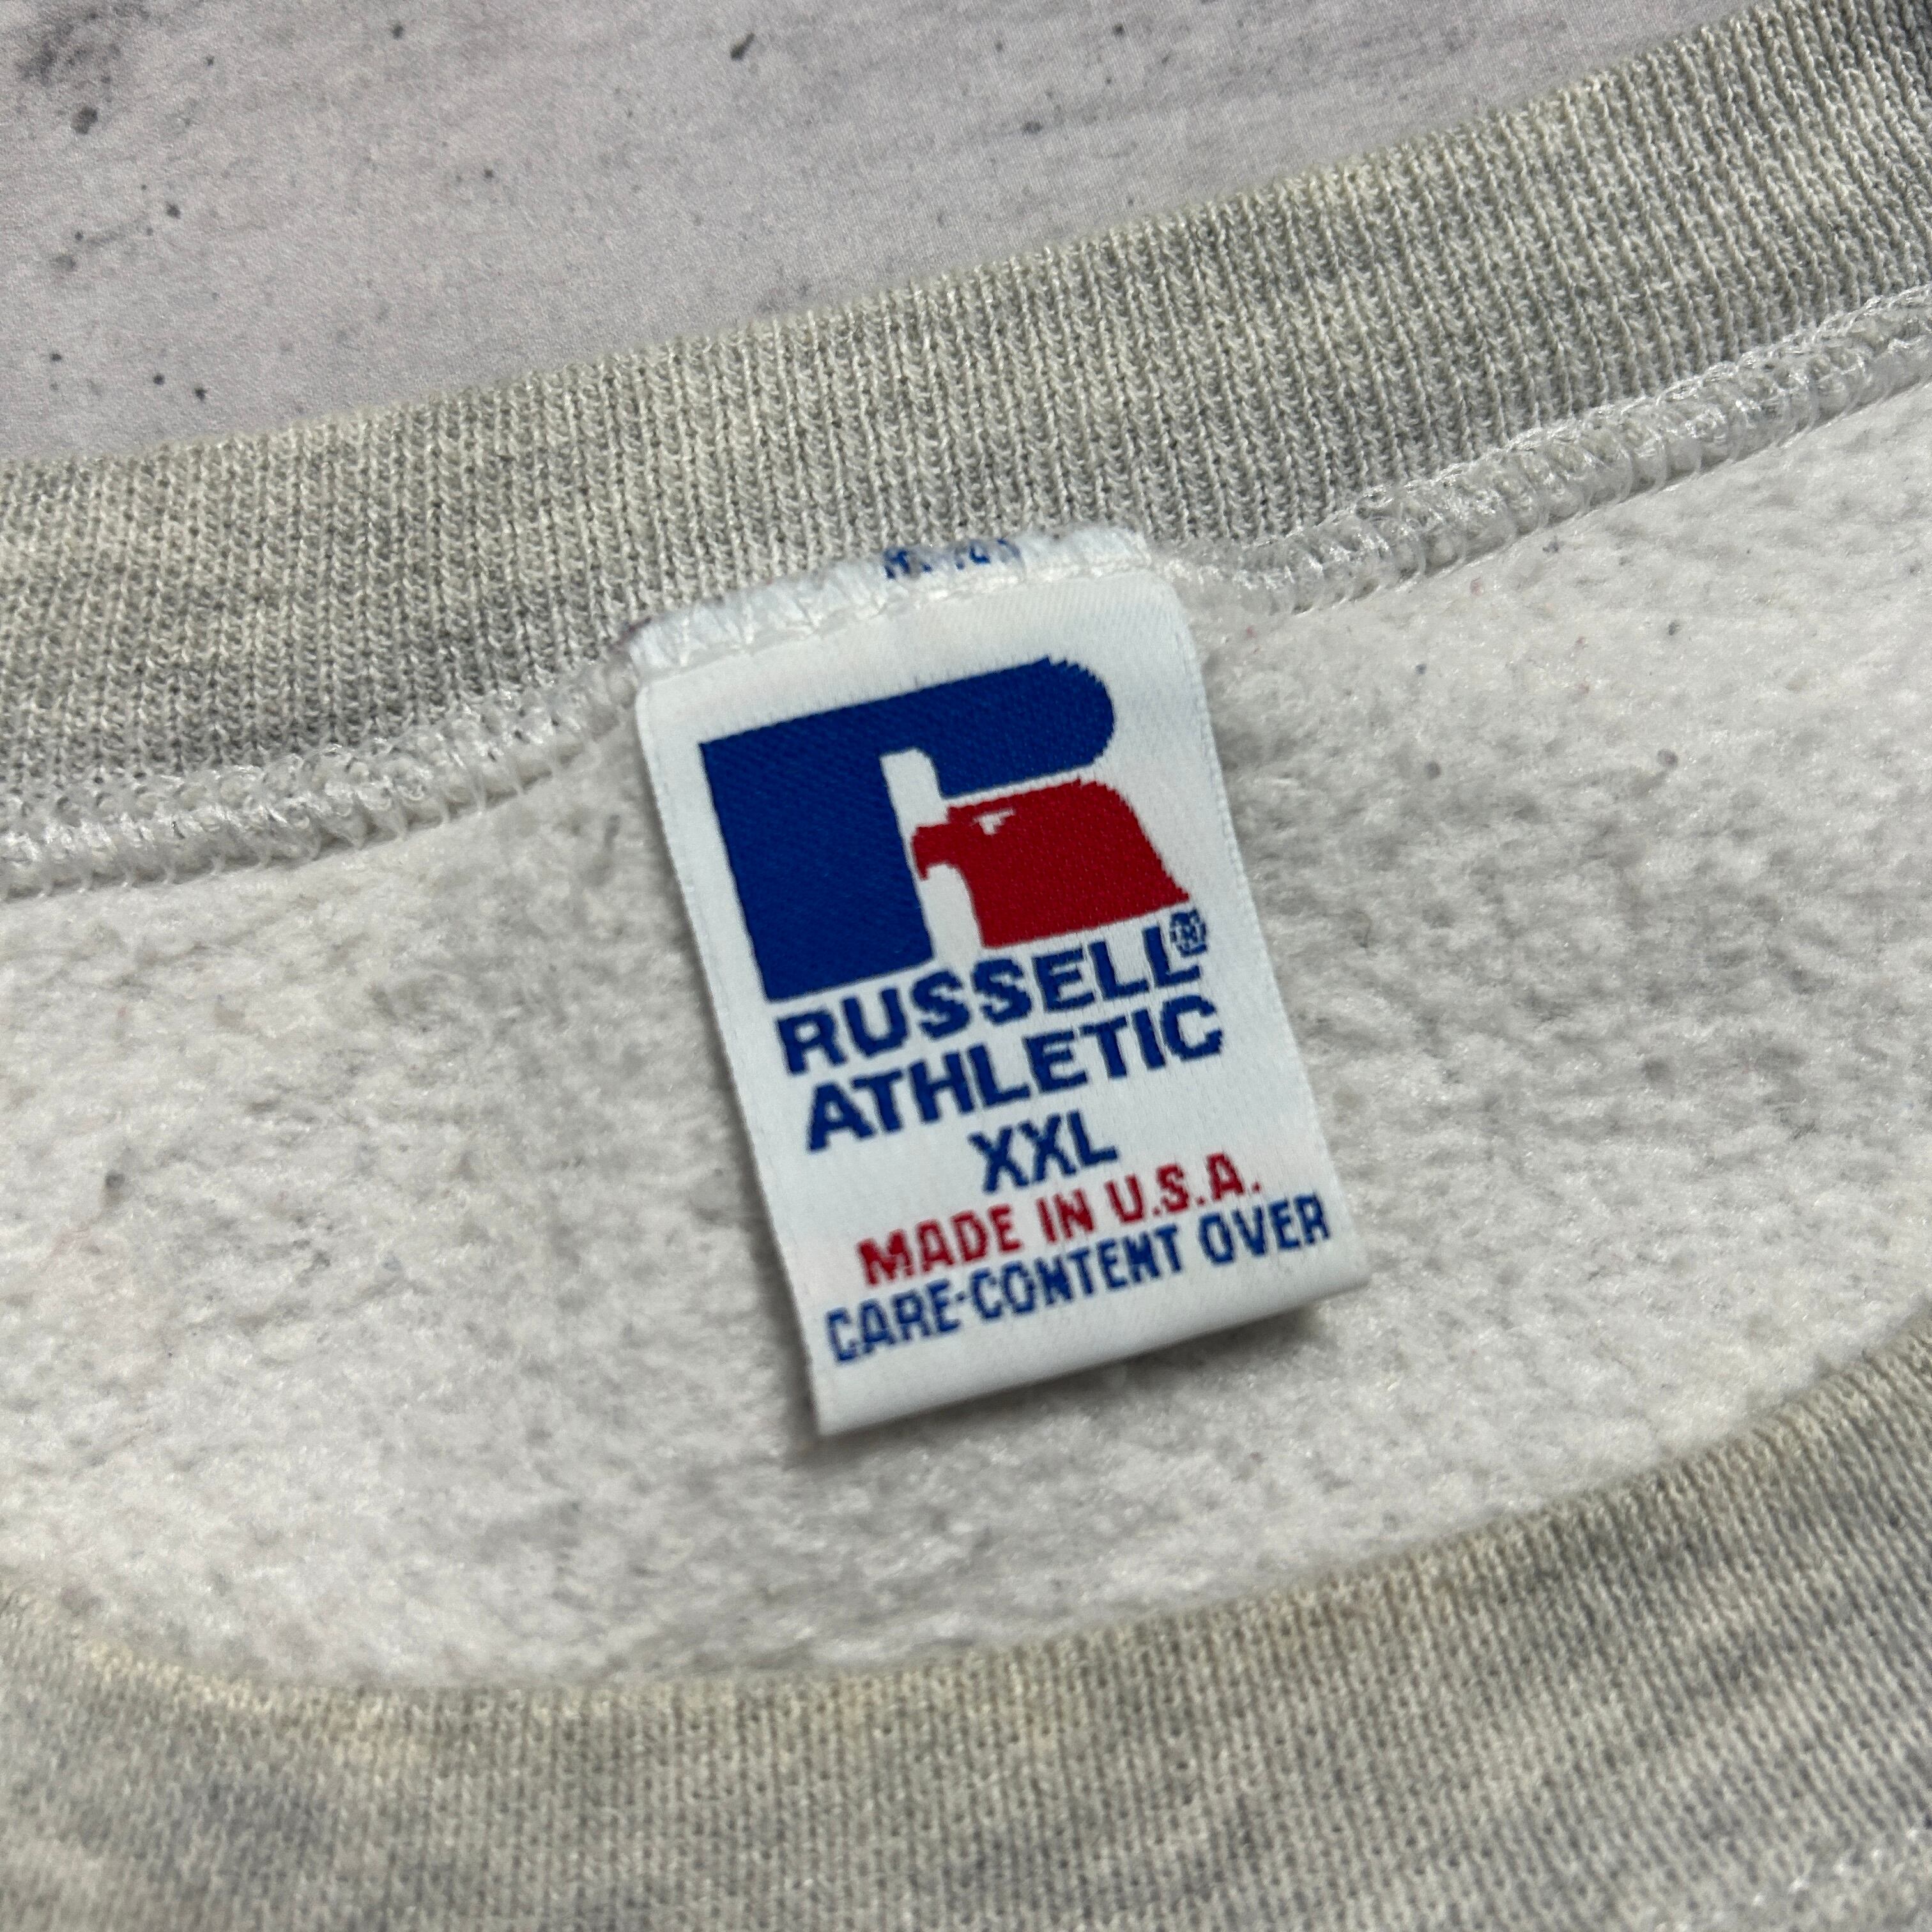 RUSSELL®
ATHLETIC
XXL
MADE IN U.S.A.
CARE-CONTENT OVER